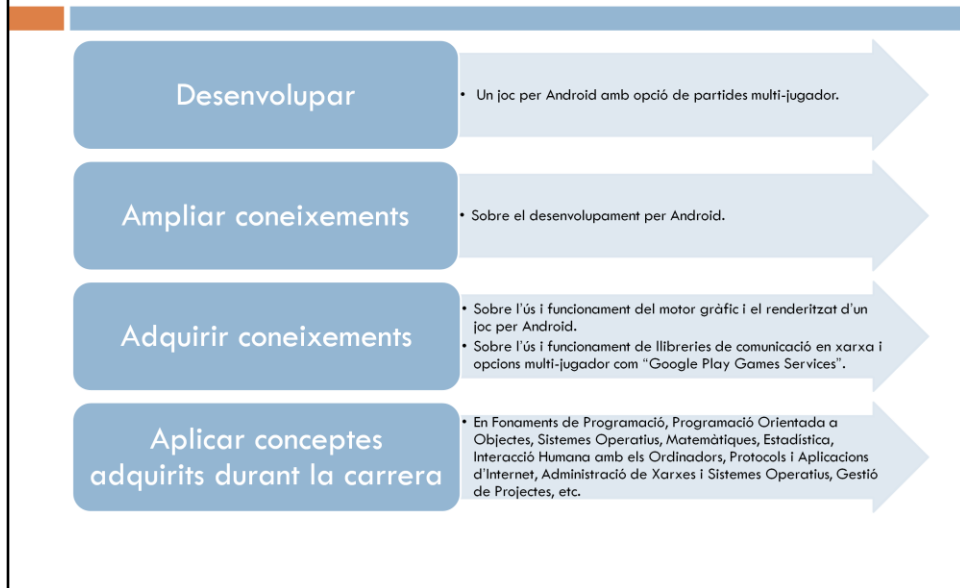 Desenvolupar
• Un joc per Android amb opció de partides multi-jugador.
Ampliar coneixements
• Sobre el desenvolupament per Android.
Adquirir coneixements
• Sobre l'ús i funcionament del motor gràfic i el renderitzat d'un
joc per Android.
• Sobre l'ús i funcionament de llibreries de comunicació en xarxa i
opcions multi-jugador com “Google Play Games Services”.
Aplicar conceptes
adquirits durant la carrera
• En Fonaments de Programació, Programació Orientada a
Objectes, Sistemes Operatius, Matemàtiques, Estadística,
Interacció Humana amb els Ordinadors, Protocols i Aplicacions
d'Internet, Administració de Xarxes i Sistemes Operatius, Gestió
de Projectes, etc.